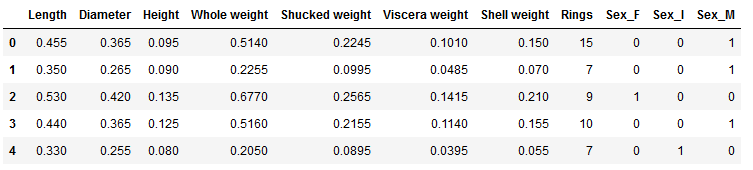 Length Diameter Height Whole weight Shucked weight Viscera weight Shell weight Rings Sex_F Sex_I Sex_M
0 0.455 0.365 0.095 0.5140 0.2245 0.1010 0.150 15 0 0 1
1 0.350 0.265 0.090 0.2255 0.0995 0.0485 0.070 7 0 0 1
2 0.530 0.420 0.135 0.6770 0.2565 0.1415 0.210 9 1 0 0
3 0.440 0.365 0.125 0.5160 0.2155 0.1140 0.155 10 0 0 1
4 0.330 0.255 0.080 0.2050 0.0895 0.0395 0.055 7 0 1 0